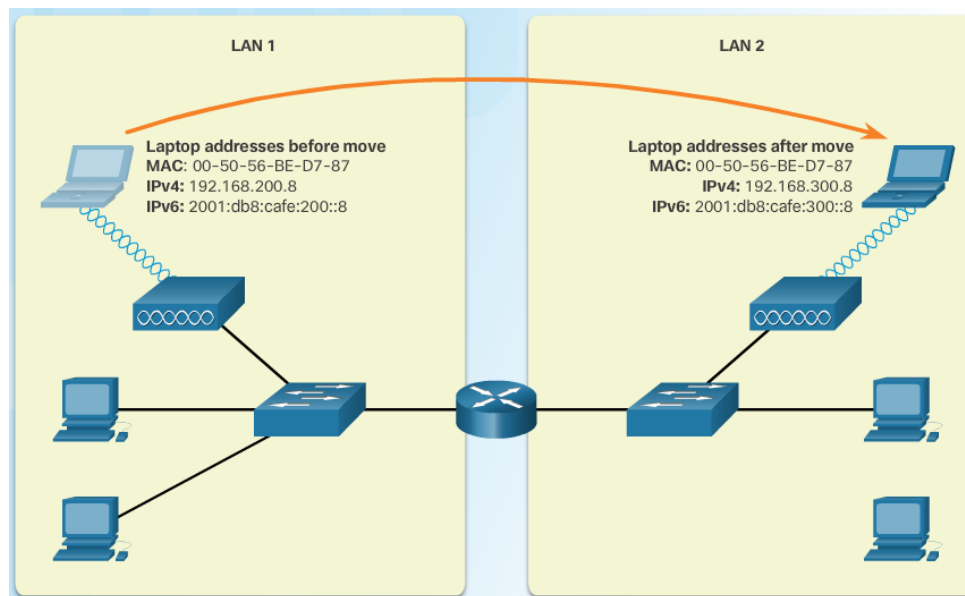 LAN 1
LAN 2
Laptop addresses before move
MAC: 00-50-56-BE-D7-87
IPv4: 192.168.200.8
IPv6: 2001:db8:cafe:200::8
Laptop addresses after move
MAC: 00-50-56-BE-D7-87
IPv4: 192.168.300.8
IPv6: 2001:db8:cafe:300::8